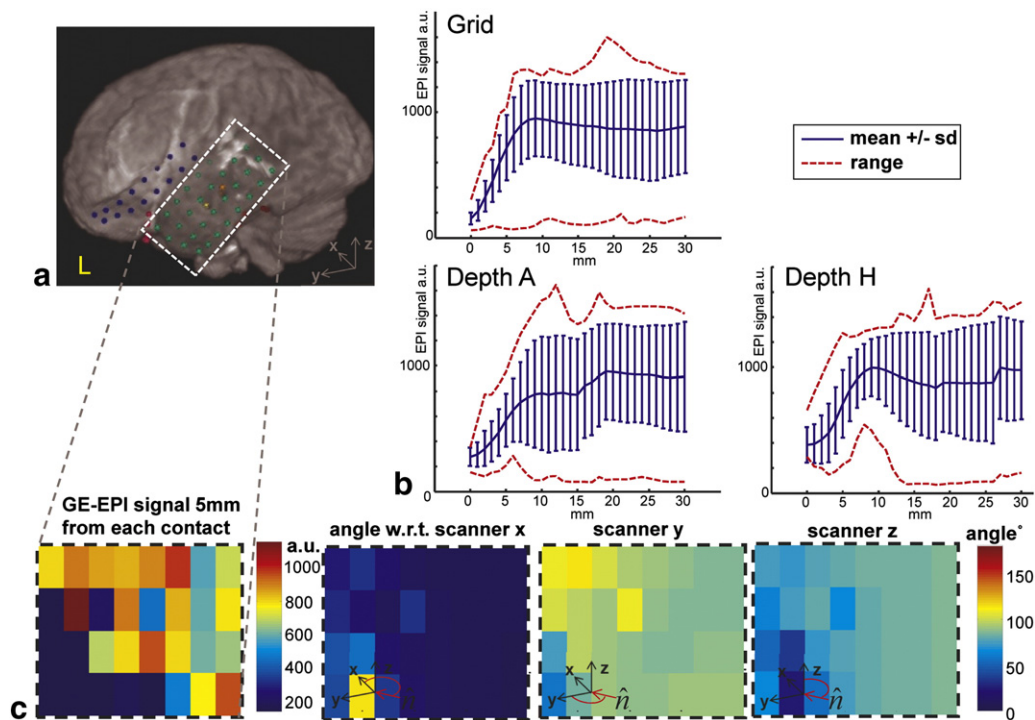 Grid
EPI signal a.u.
1000
0
0 5 10 15 20 25 30
mm
mean +/- sd
range
L
x
z
y
a
Depth A
EPI signal a.u.
1000
0
0 5 10 15 20 25 30
mm
Depth H
EPI signal a.u.
1000
0
0 5 10 15 20 25 30
mm
b
GE-EPI signal 5mm
from each contact
a.u.
1000
800
600
400
200
angle w.r.t. scanner x
x
z
y
n̂
scanner y
x
z
y
n̂
scanner z
x
z
y
n̂
angle°
150
100
50
0
c